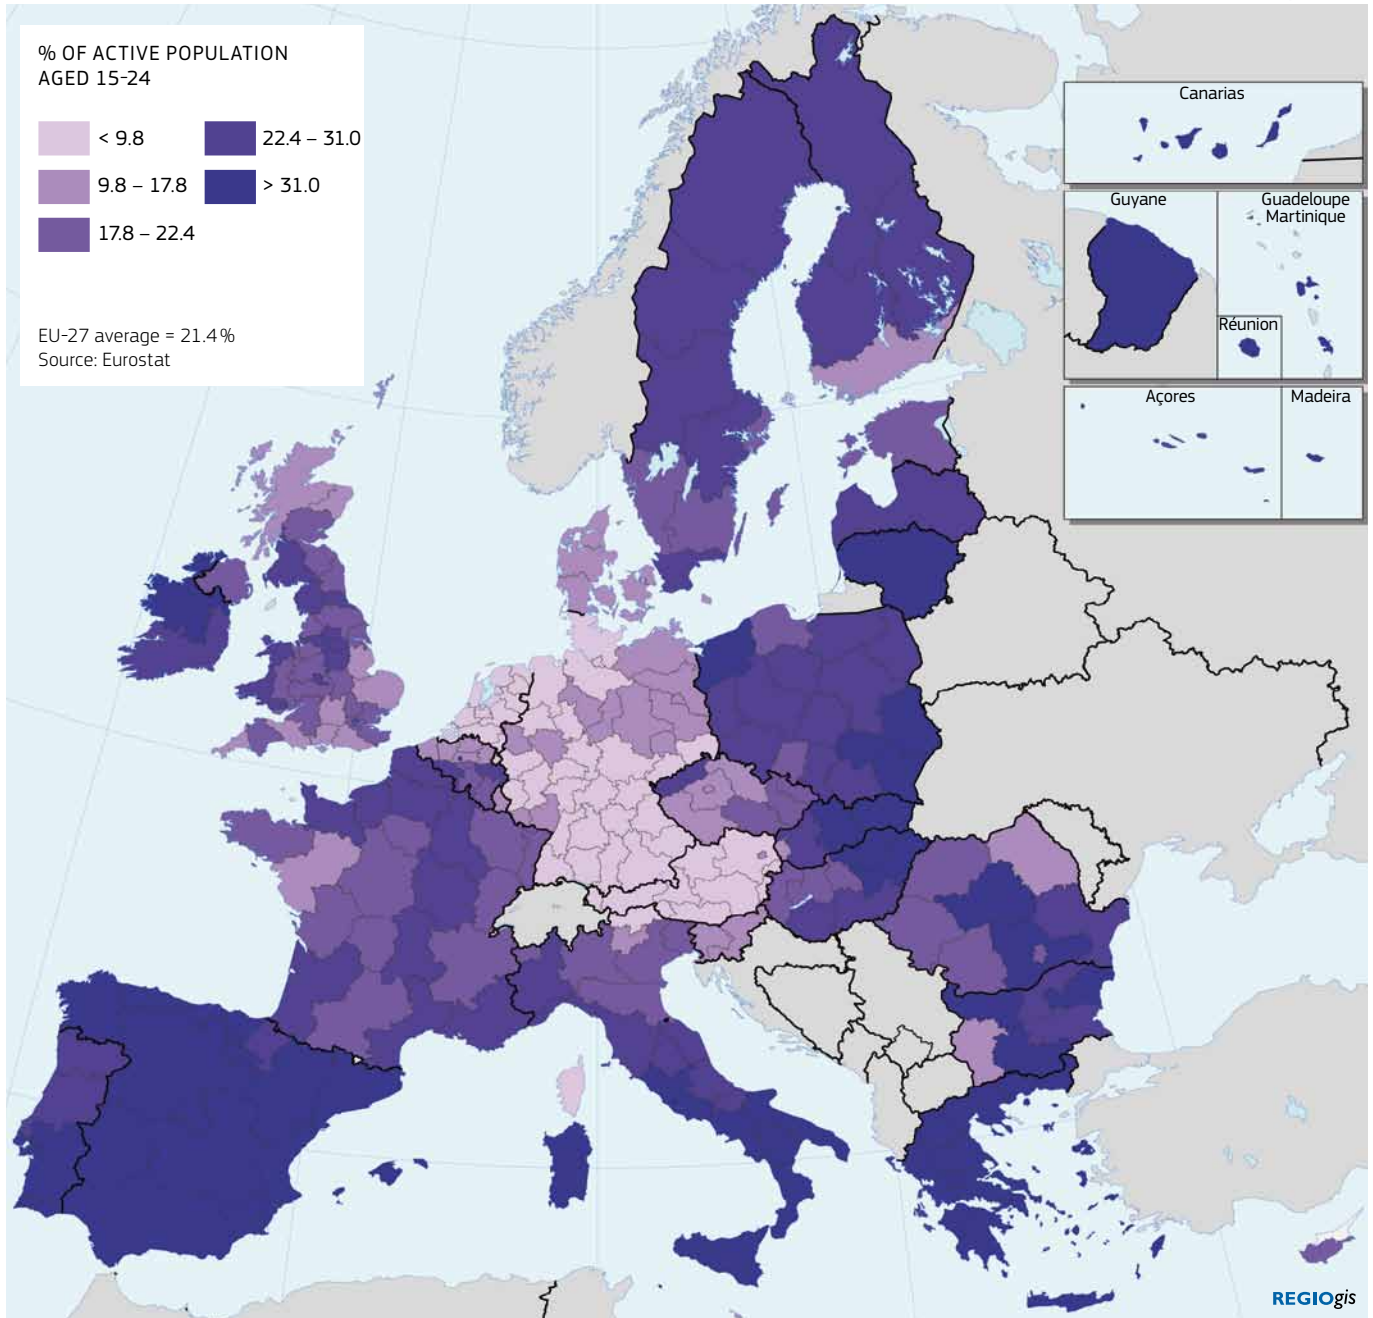 % OF ACTIVE POPULATION
AGED 15-24
< 9.8
22.4 – 31.0
9.8 – 17.8
> 31.0
17.8 – 22.4
EU-27 average = 21.4 %
Source: Eurostat
Canarias
Guyane
Guadeloupe
Martinique
Réunion
Açores
Madeira
REGIOgis